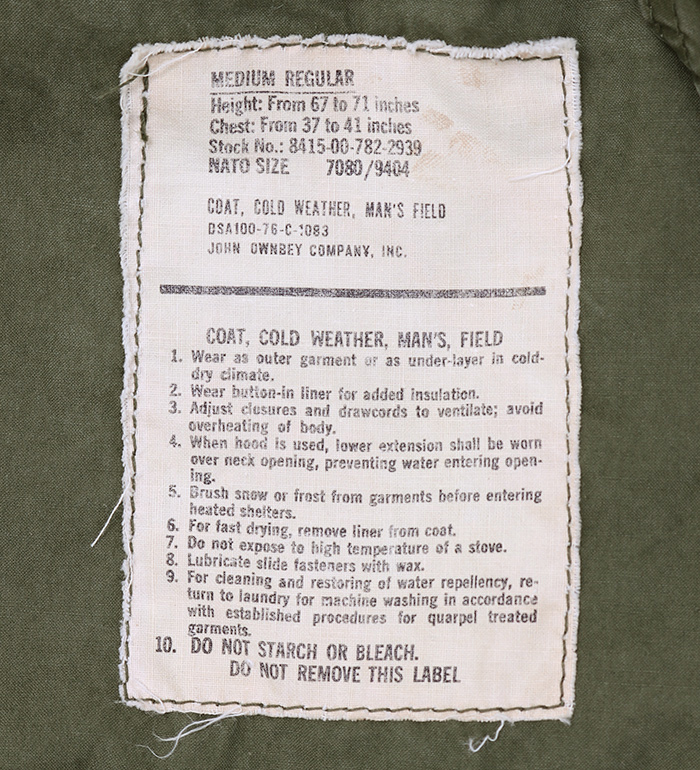 MEDIUM REGULAR
Height: From 67 to 71 inches
Chest: From 37 to 41 inches
Stock No.: 8415-00-782-2939
NATO SIZE 7080/9404
COAT, COLD WEATHER, MAN'S FIELD
DSA100-76-C-1083
JOHN OWNBEY COMPANY, INC.
COAT, COLD WEATHER, MAN'S, FIELD
1. Wear as outer garment or as under-layer in cold-
dry climate.
2. Wear button-in liner for added insulation.
3. Adjust closures and drawcords to ventilate; avoid
overheating of body.
4. When hood is used, lower extension shall be worn
over neck opening, preventing water entering open-
ing.
5. Brush snow or frost from garments before entering
heated shelters.
6. For fast drying, remove liner from coat.
7. Do not expose to high temperature of a stove.
8. Lubricate slide fasteners with wax.
9. For cleaning and restoring of water repellency, re-
turn to laundry for machine washing in accordance
with established procedures for quarpel treated
garments.
10. DO NOT STARCH OR BLEACH.
DO NOT REMOVE THIS LABEL